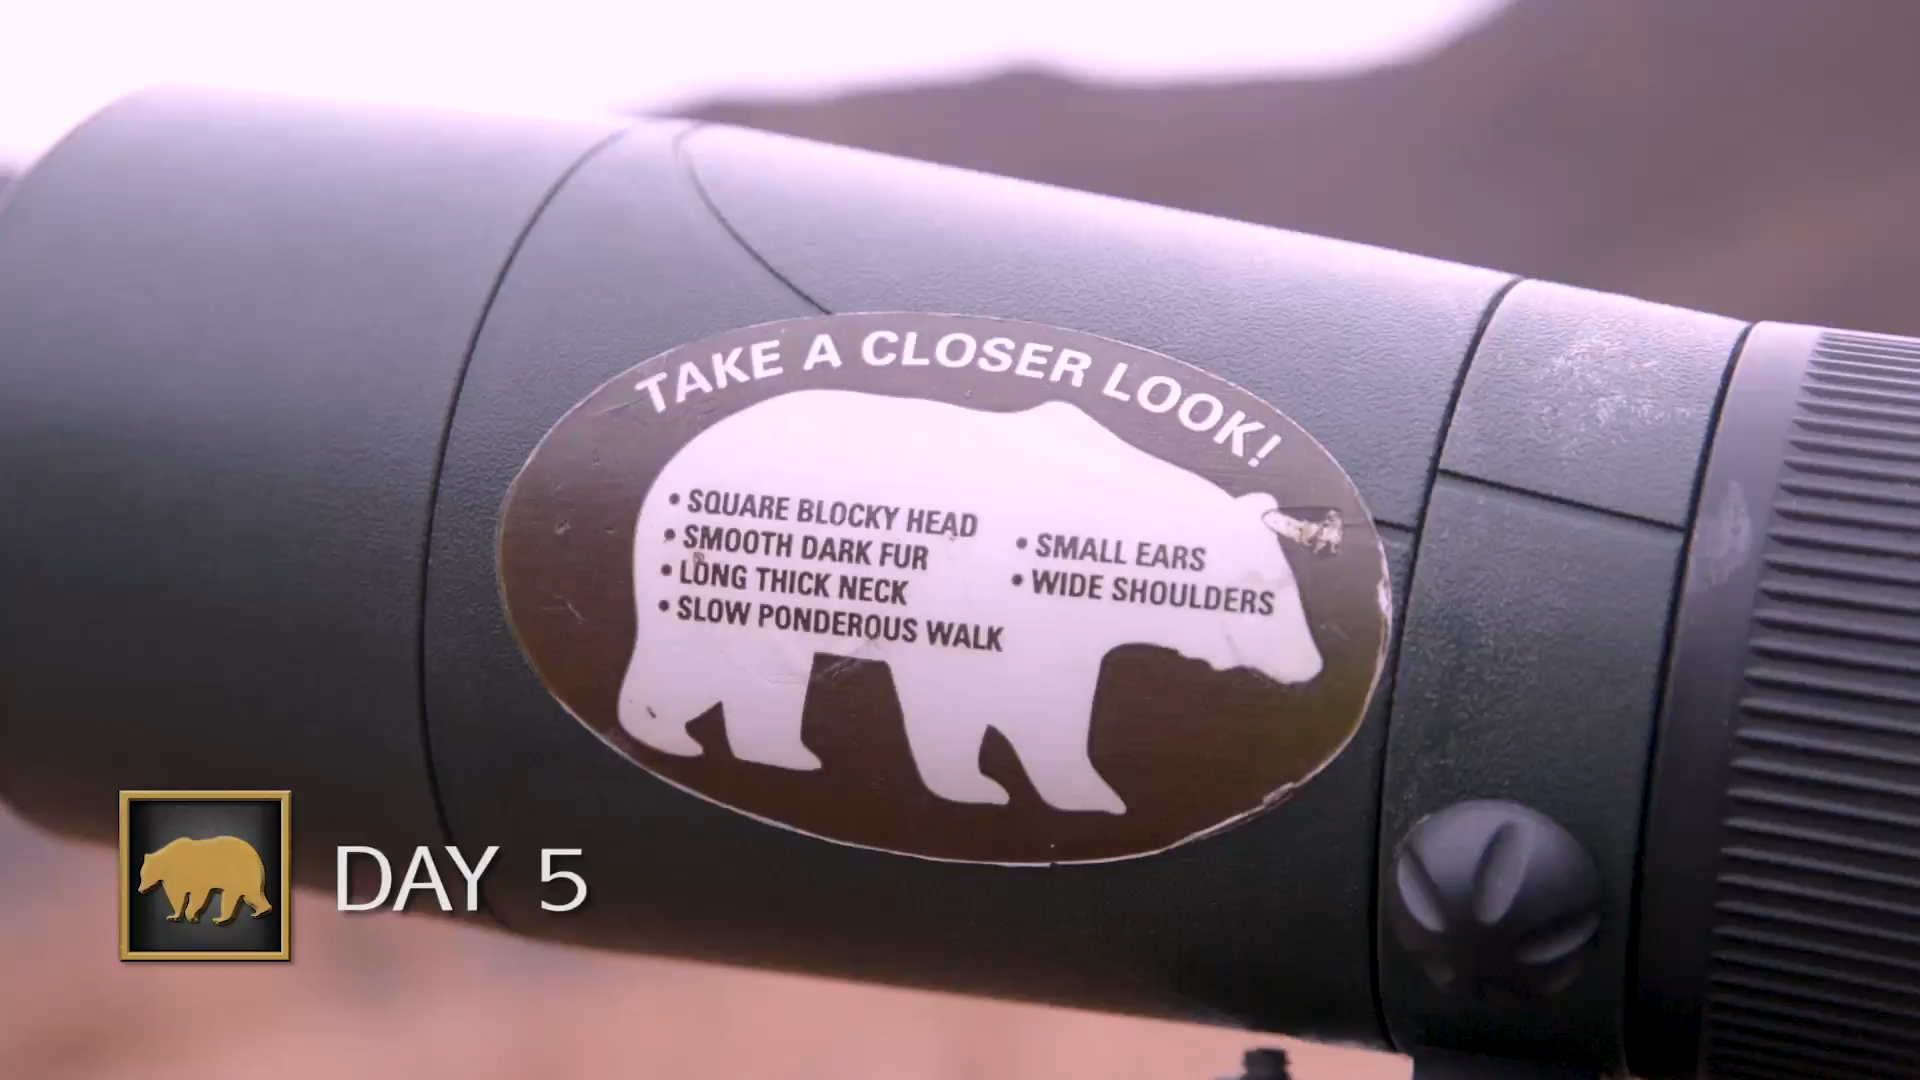 TAKE A CLOSER LOOK!
• SQUARE BLOCKY HEAD
• SMOOTH DARK FUR
• LONG THICK NECK
• SLOW PONDEROUS WALK
• SMALL EARS
• WIDE SHOULDERS
DAY 5